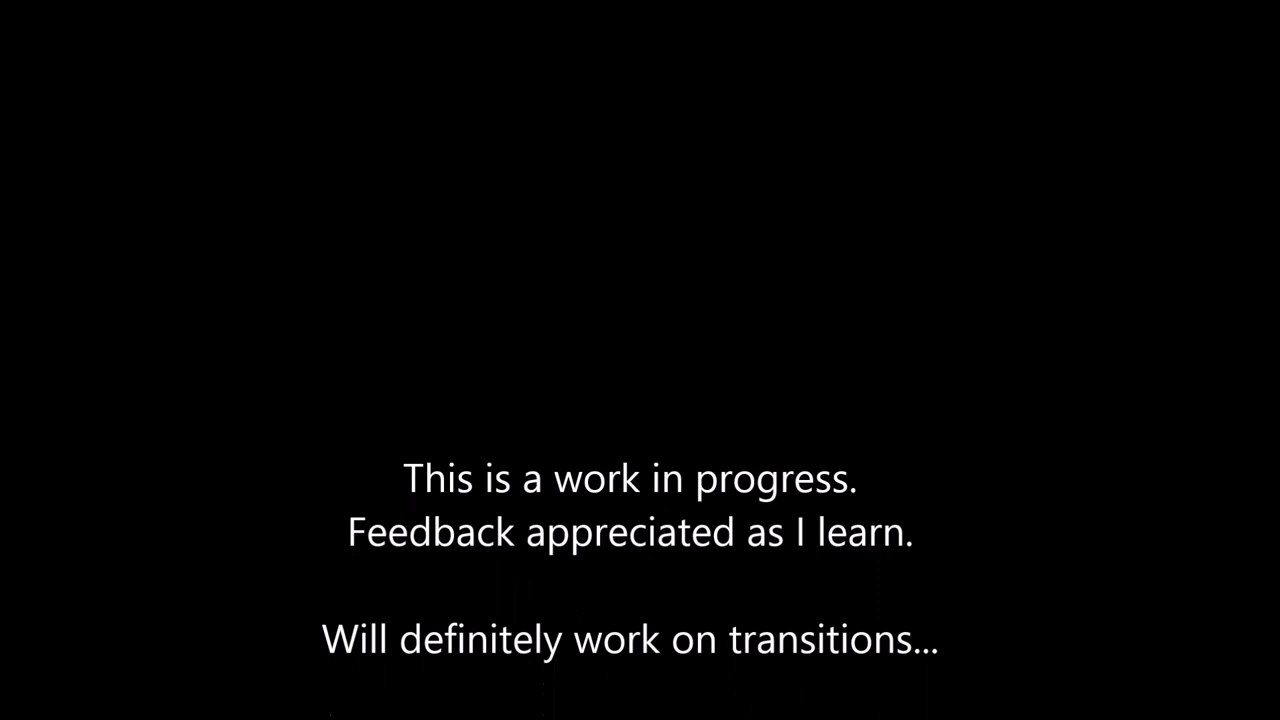 This is a work in progress.
Feedback appreciated as I learn.
Will definitely work on transitions...